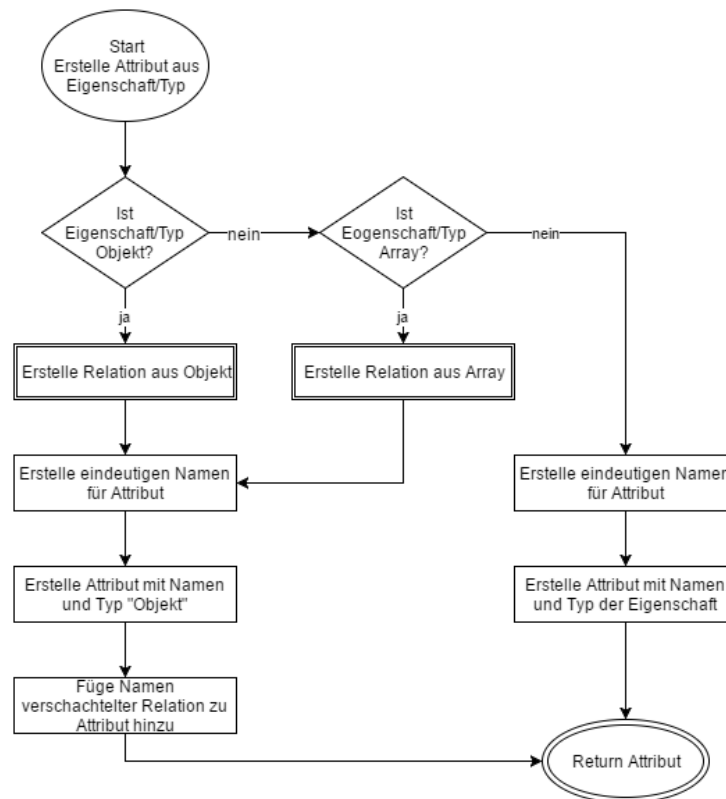 Start
Erstelle Attribut aus
Eigenschaft/Typ
Ist
Eigenschaft/Typ
Objekt?
nein
Ist
Eogenschaft/Typ
Array?
nein
ja
ja
Erstelle Relation aus Objekt
Erstelle Relation aus Array
Erstelle eindeutigen Namen
für Attribut
Erstelle eindeutigen Namen
für Attribut
Erstelle Attribut mit Namen
und Typ "Objekt"
Erstelle Attribut mit Namen
und Typ der Eigenschaft
Füge Namen
verschachtelter Relation zu
Attribut hinzu
Return Attribut